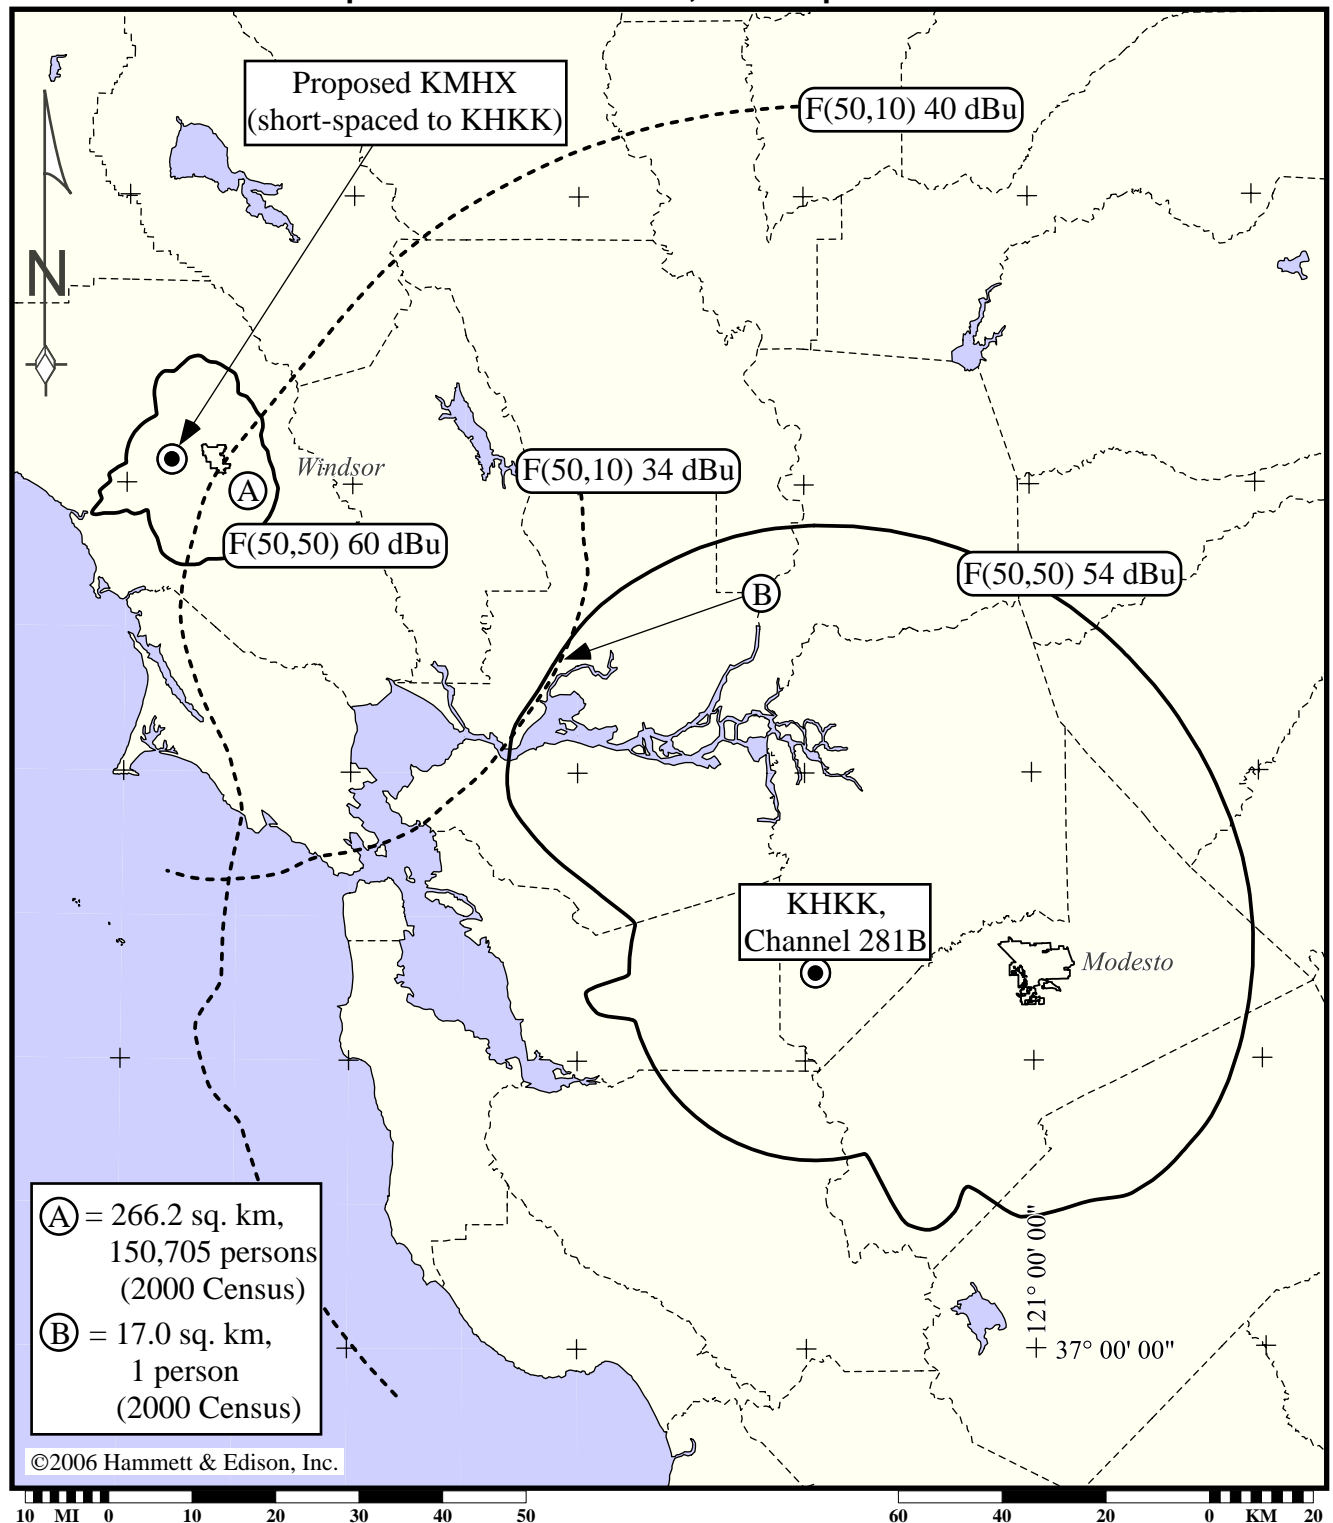 Proposed KMHX
(short-spaced to KHKK)
F(50,10) 40 dBu
N
Windsor
A
F(50,10) 34 dBu
F(50,50) 60 dBu
F(50,50) 54 dBu
B
KHKK,
Channel 281B
Modesto
A = 266.2 sq. km,
150,705 persons
(2000 Census)
B = 17.0 sq. km,
1 person
(2000 Census)
121° 00' 00"
37° 00' 00"
©2006 Hammett & Edison, Inc.
10 MI 0 10 20 30 40 50
60 40 20 0 KM 20